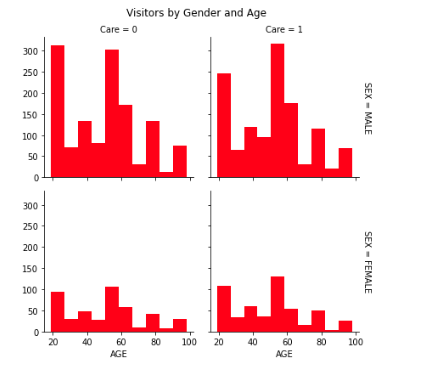 Visitors by Gender and Age
Care = 0
Care = 1
300
250
200
150
100
50
0
SEX = MALE
300
250
200
150
100
50
0
SEX = FEMALE
20 40 60 80 100
20 40 60 80 100
AGE
AGE